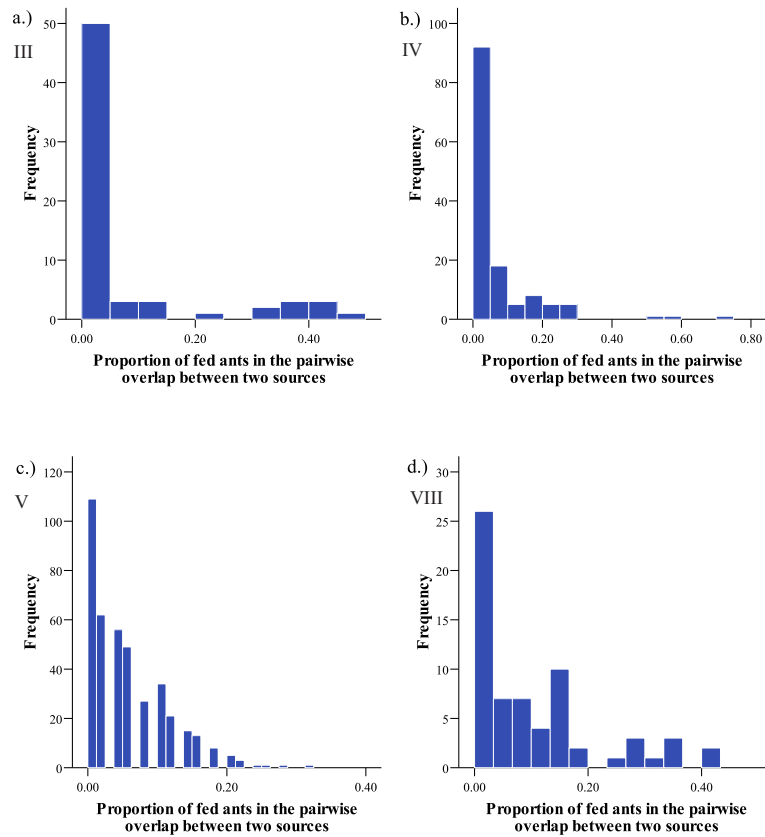 a.)
III
50
40
30
20
10
0
Frequency
0.00 0.20 0.40
Proportion of fed ants in the pairwise
overlap between two sources
b.)
IV
100
80
60
40
20
0
Frequency
0.00 0.20 0.40 0.60 0.80
Proportion of fed ants in the pairwise
overlap between two sources
c.)
V
120
100
80
60
40
20
0
Frequency
0.00 0.20 0.40
Proportion of fed ants in the pairwise
overlap between two sources
d.)
VIII
30
25
20
15
10
5
0
Frequency
0.00 0.20 0.40
Proportion of fed ants in the pairwise
overlap between two sources